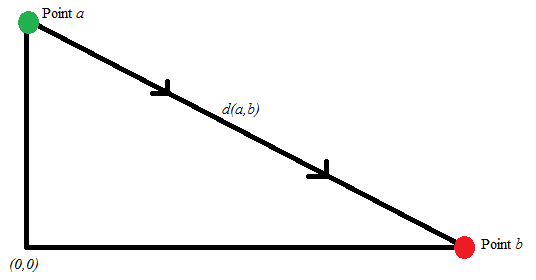 Point a
d(a,b)
Point b
(0,0)